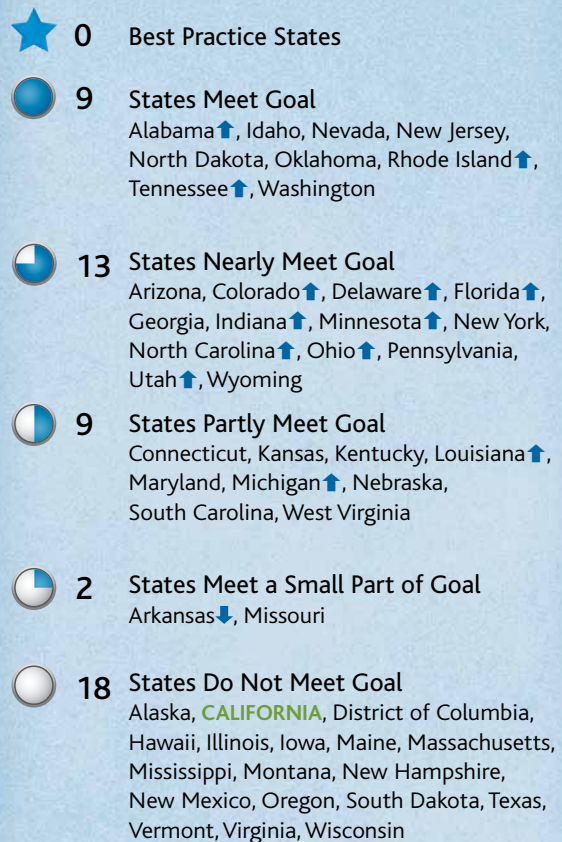 0 Best Practice States
9 States Meet Goal
Alabama⬆, Idaho, Nevada, New Jersey,
North Dakota, Oklahoma, Rhode Island⬆,
Tennessee⬆, Washington
13 States Nearly Meet Goal
Arizona, Colorado⬆, Delaware⬆, Florida⬆,
Georgia, Indiana⬆, Minnesota⬆, New York,
North Carolina⬆, Ohio⬆, Pennsylvania,
Utah⬆, Wyoming
9 States Partly Meet Goal
Connecticut, Kansas, Kentucky, Louisiana⬆,
Maryland, Michigan⬆, Nebraska,
South Carolina, West Virginia
2 States Meet a Small Part of Goal
Arkansas⬇, Missouri
18 States Do Not Meet Goal
Alaska, CALIFORNIA, District of Columbia,
Hawaii, Illinois, Iowa, Maine, Massachusetts,
Mississippi, Montana, New Hampshire,
New Mexico, Oregon, South Dakota, Texas,
Vermont, Virginia, Wisconsin